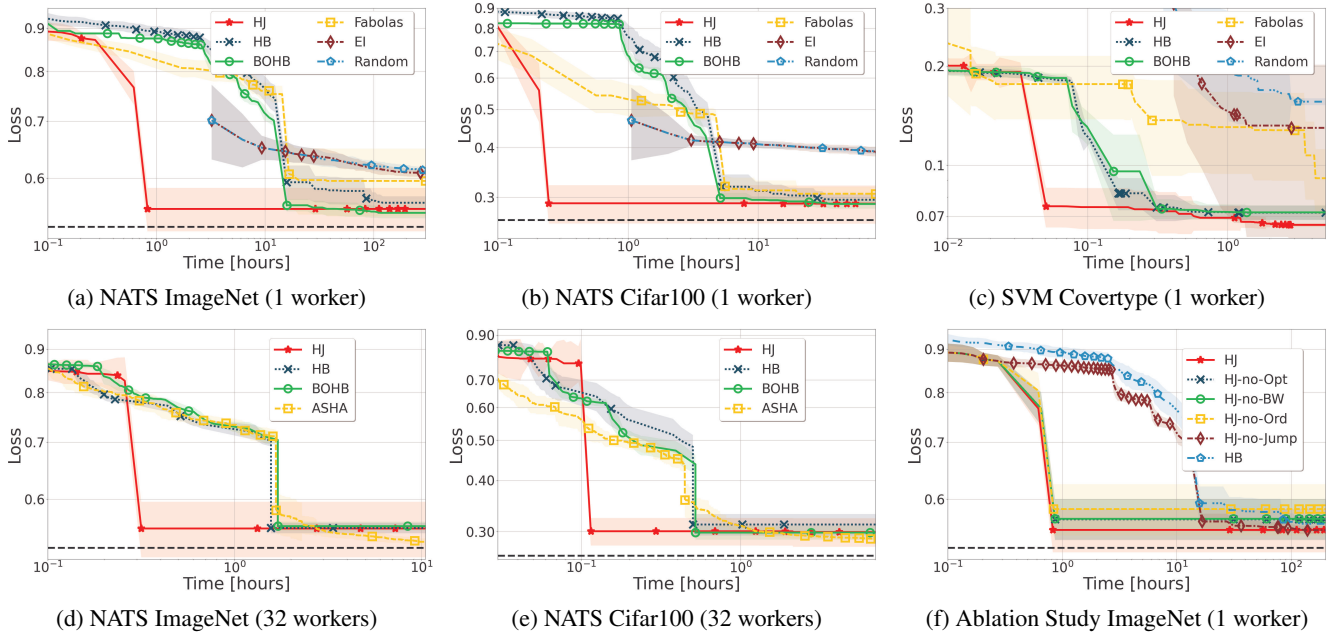 HJ
HB
BOHB
Fabolas
EI
Random
0.9
0.8
0.7
0.6
Loss
10⁻¹ 10⁰ 10¹ 10²
Time [hours]
(a) NATS ImageNet (1 worker)
HJ
HB
BOHB
Fabolas
EI
Random
0.9
0.8
0.7
0.6
0.5
0.4
0.3
Loss
10⁻¹ 10⁰ 10¹
Time [hours]
(b) NATS Cifar100 (1 worker)
HJ
HB
BOHB
Fabolas
EI
Random
0.3
0.2
0.1
0.07
Loss
10⁻² 10⁻¹ 10⁰
Time [hours]
(c) SVM Covertype (1 worker)
HJ
HB
BOHB
ASHA
0.9
0.8
0.7
0.6
Loss
10⁻¹ 10⁰ 10¹
Time [hours]
(d) NATS ImageNet (32 workers)
HJ
HB
BOHB
ASHA
0.90
0.70
0.60
0.50
0.40
0.30
Loss
10⁻¹ 10⁰
Time [hours]
(e) NATS Cifar100 (32 workers)
HJ
HJ-no-Opt
HJ-no-BW
HJ-no-Ord
HJ-no-Jump
HB
0.9
0.8
0.7
0.6
Loss
10⁻¹ 10⁰ 10¹ 10²
Time [hours]
(f) Ablation Study ImageNet (1 worker)